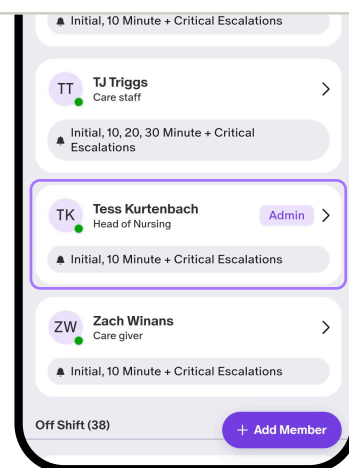 Initial, 10 Minute + Critical Escalations
TT
TJ Triggs
Care staff
Initial, 10, 20, 30 Minute + Critical
Escalations
TK
Tess Kurtenbach
Head of Nursing
Admin
Initial, 10 Minute + Critical Escalations
ZW
Zach Winans
Care giver
Initial, 10 Minute + Critical Escalations
Off Shift (38)
+ Add Member